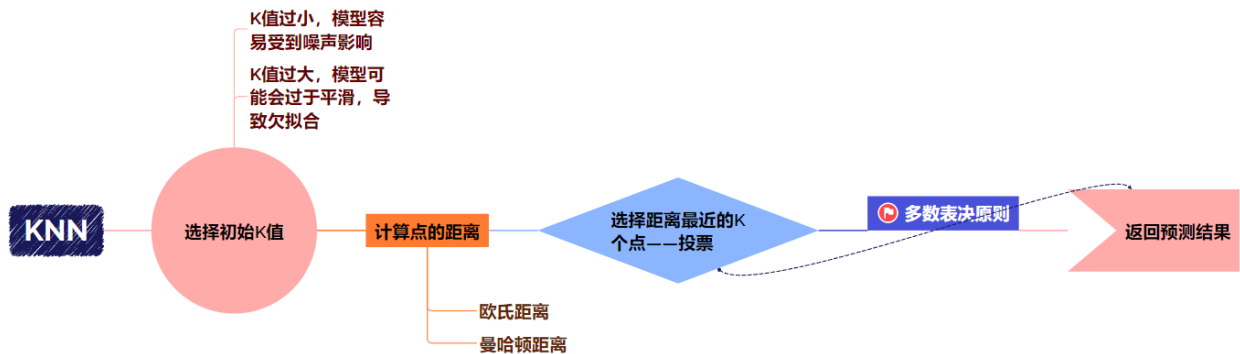 K值过小，模型容
易受到噪声影响
K值过大，模型可
能会过于平滑，导
致欠拟合
KNN
选择初始K值
计算点的距离
欧氏距离
曼哈顿距离
选择距离最近的K
个点——投票
多数表决原则
返回预测结果